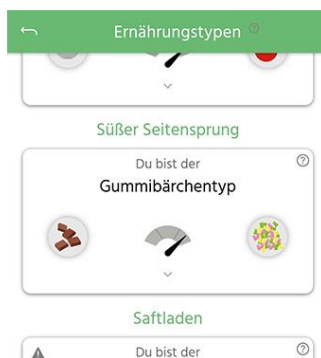 Ernährungstypen
Süßer Seitensprung
Du bist der
Gummibärchentyp
Saftladen
Du bist der